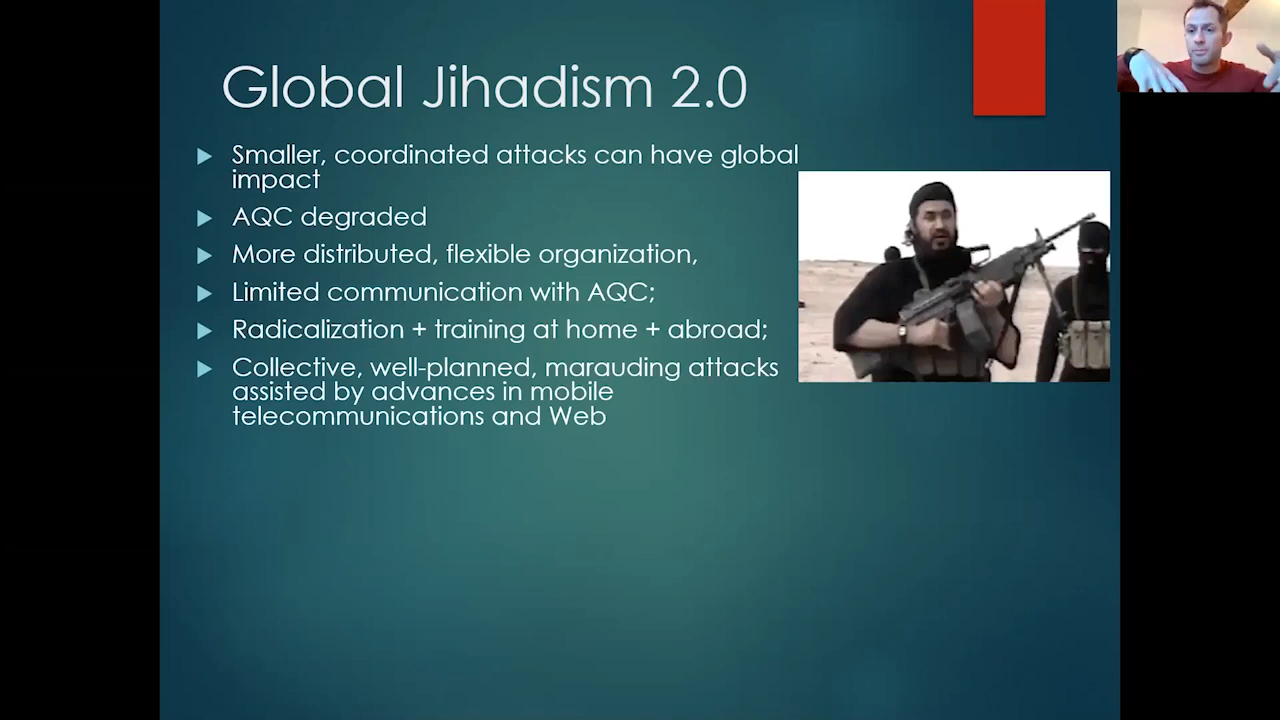 Global Jihadism 2.0
Smaller, coordinated attacks can have global
impact
AQC degraded
More distributed, flexible organization,
Limited communication with AQC;
Radicalization + training at home + abroad;
Collective, well-planned, marauding attacks
assisted by advances in mobile
telecommunications and Web